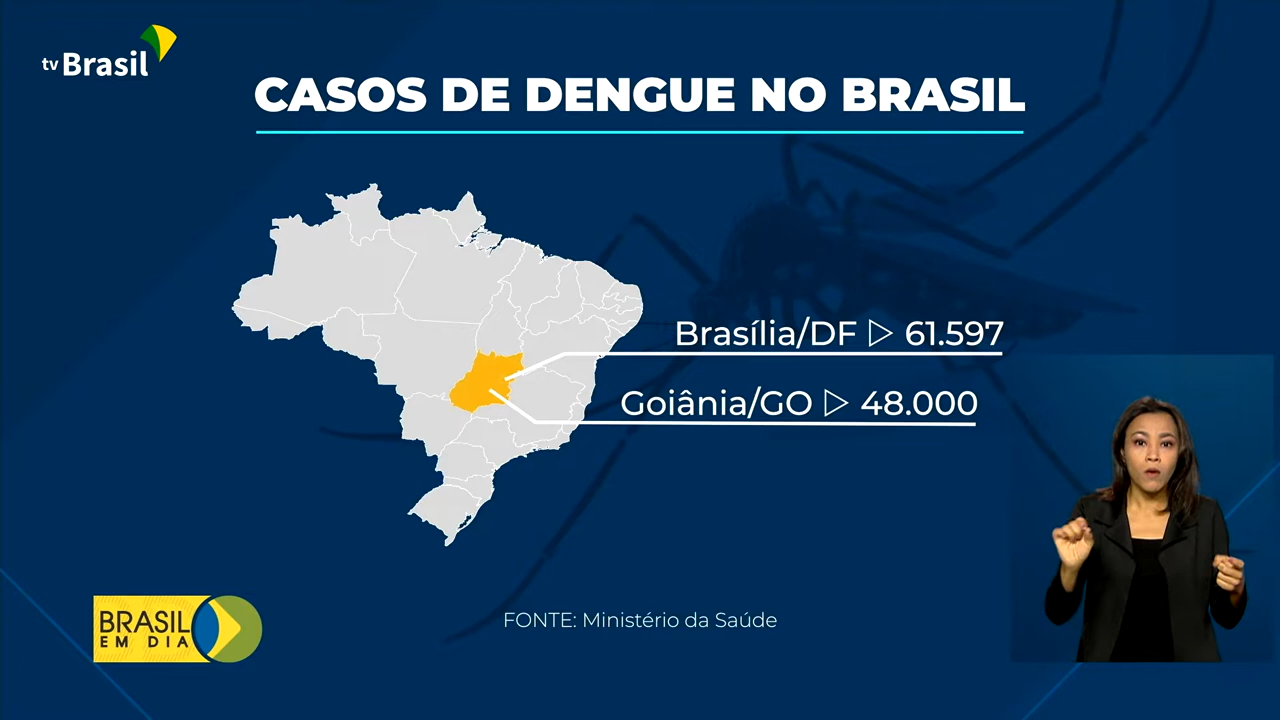 tv Brasil
CASOS DE DENGUE NO BRASIL
Brasília/DF ▷ 61.597
Goiânia/GO ▷ 48.000
BRASIL
EM DIA
FONTE: Ministério da Saúde